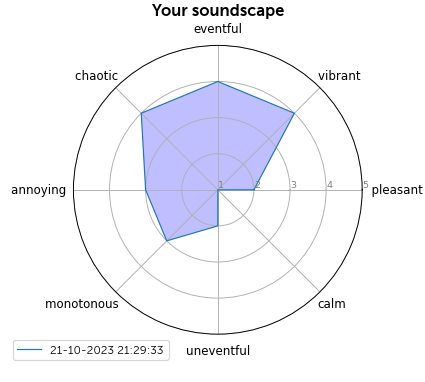 Your soundscape
eventful
chaotic
vibrant
annoying
1
2
3
4
5
pleasant
monotonous
calm
uneventful
21-10-2023 21:29:33